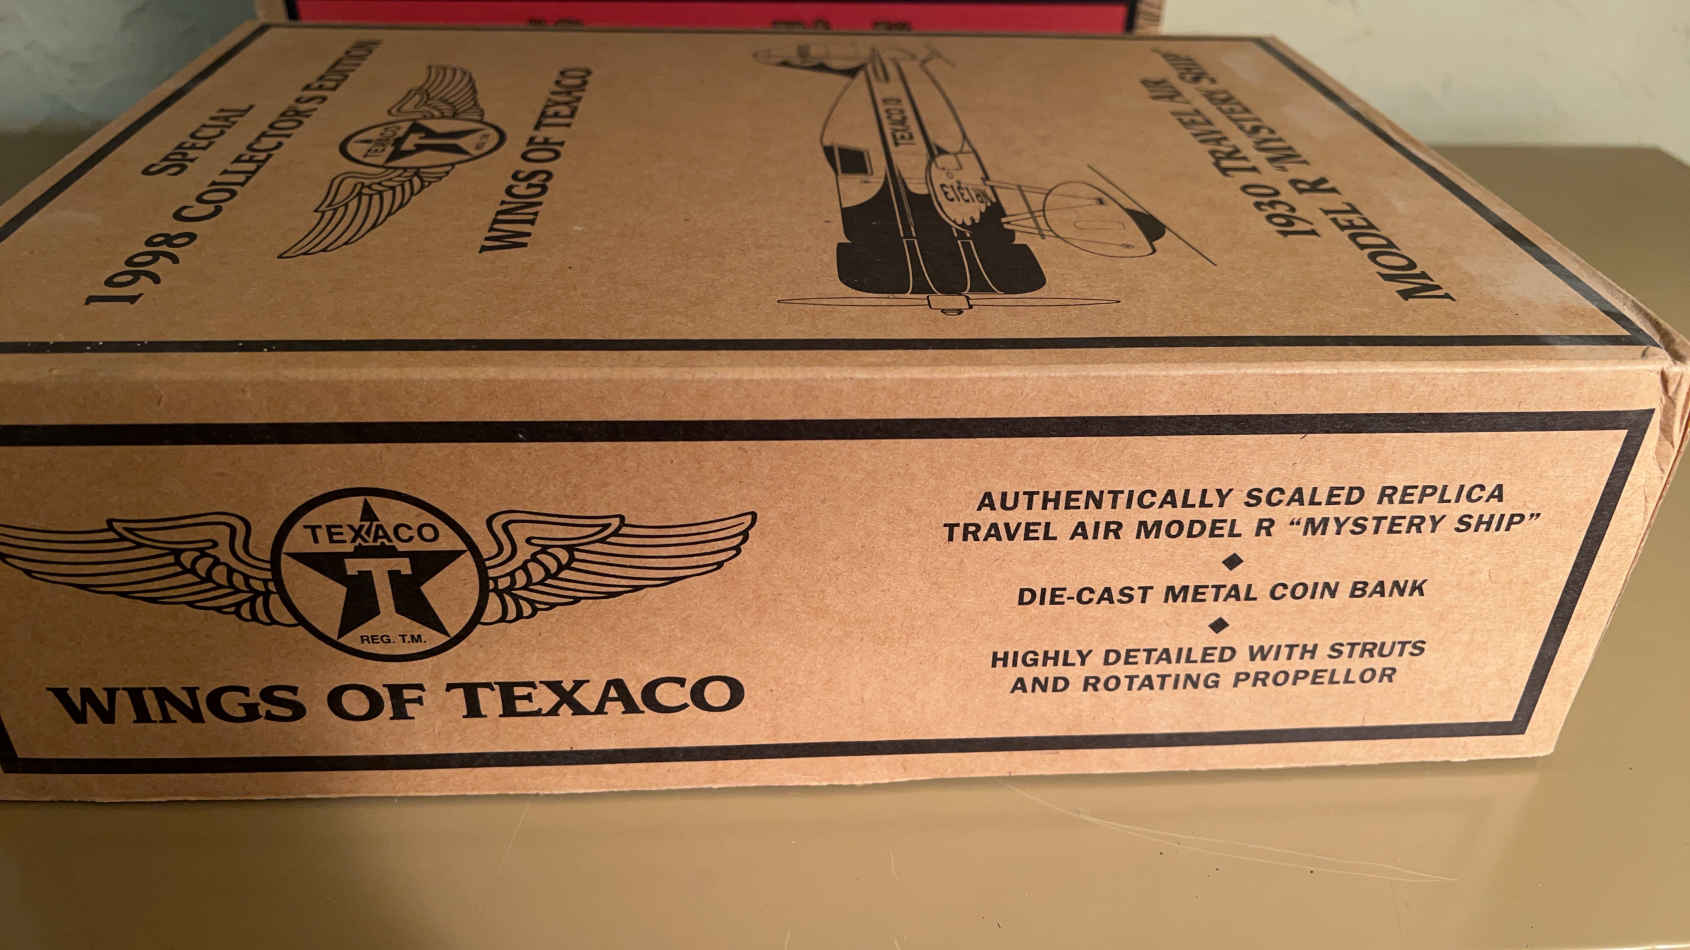 SPECIAL
1998 COLLECTOR'S EDITION
TEXACO
T
WINGS OF TEXACO
TEXACO 13
NR1313
1930 TRAVEL AIR
MODEL R "MYSTERY SHIP"
TEXACO
T
REG. T.M.
WINGS OF TEXACO
AUTHENTICALLY SCALED REPLICA
TRAVEL AIR MODEL R “MYSTERY SHIP”
DIE-CAST METAL COIN BANK
HIGHLY DETAILED WITH STRUTS
AND ROTATING PROPELLOR